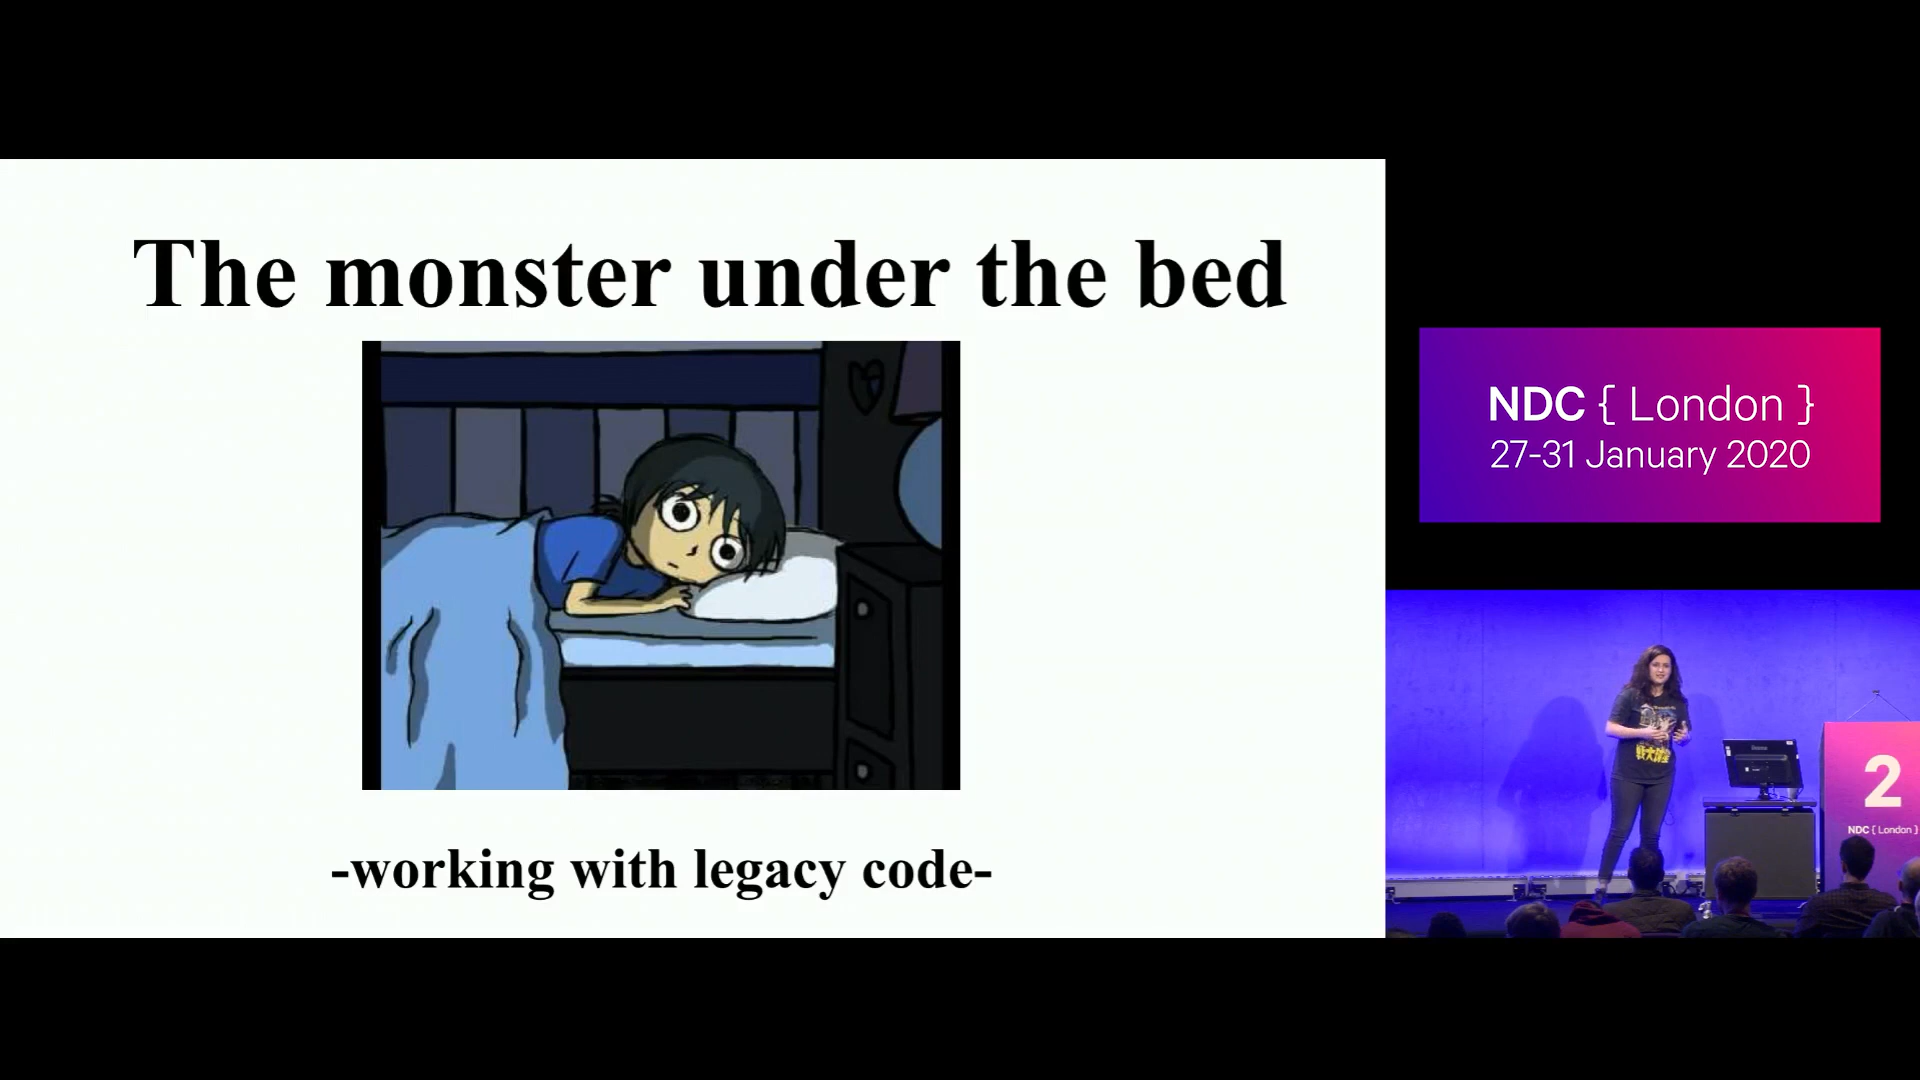 The monster under the bed
-working with legacy code-
NDC { London }
27-31 January 2020
2
NDC { London }